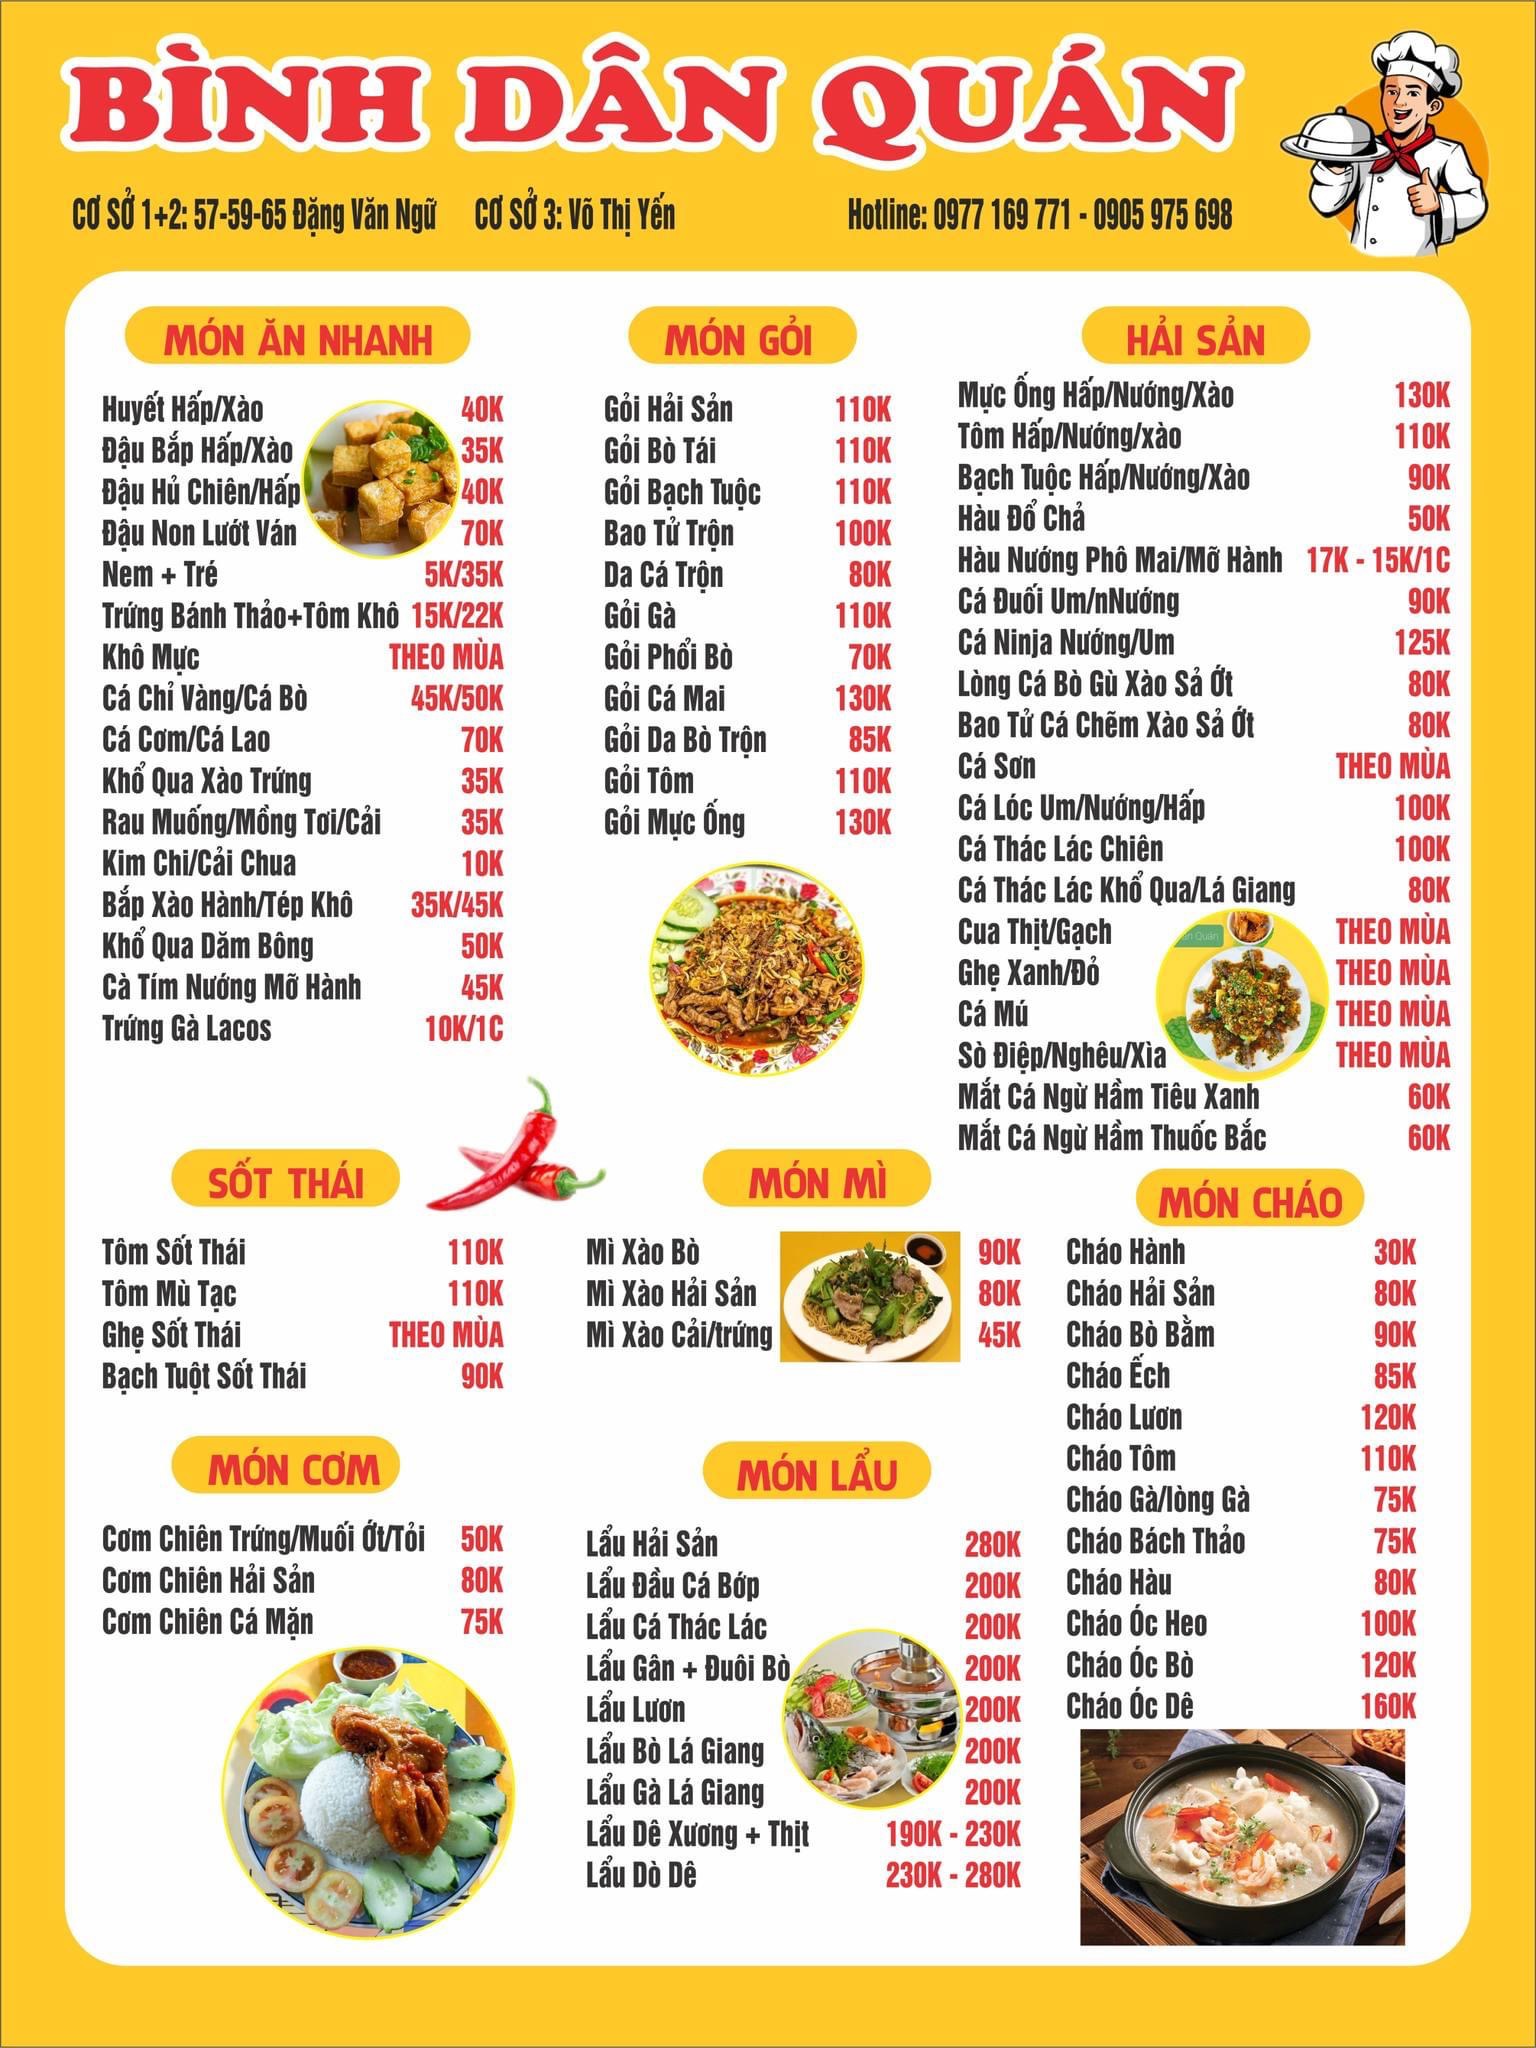 BÌNH DÂN QUÁN
CƠ SỞ 1+2: 57-59-65 Đặng Văn Ngữ CƠ SỞ 3: Võ Thị Yến Hotline: 0977 169 771 - 0905 975 698
MÓN ĂN NHANH
Huyết Hấp/Xào 40K
Đậu Bắp Hấp/Xào 35K
Đậu Hủ Chiên/Hấp 40K
Đậu Non Lướt Ván 70K
Nem + Tré 5K/35K
Trứng Bánh Thảo+Tôm Khô 15K/22K
Khô Mực THEO MÙA
Cá Chỉ Vàng/Cá Bò 45K/50K
Cá Cơm/Cá Lao 70K
Khổ Qua Xào Trứng 35K
Rau Muống/Mồng Tơi/Cải 35K
Kim Chi/Cải Chua 10K
Bắp Xào Hành/Tép Khô 35K/45K
Khổ Qua Dăm Bông 50K
Cà Tím Nướng Mỡ Hành 45K
Trứng Gà Lacos 10K/1C
MÓN GỎI
Gỏi Hải Sản 110K
Gỏi Bò Tái 110K
Gỏi Bạch Tuộc 110K
Bao Tử Trộn 100K
Da Cá Trộn 80K
Gỏi Gà 110K
Gỏi Phổi Bò 70K
Gỏi Cá Mai 130K
Gỏi Da Bò Trộn 85K
Gỏi Tôm 110K
Gỏi Mực Ống 130K
HẢI SẢN
Mực Ống Hấp/Nướng/Xào 130K
Tôm Hấp/Nướng/xào 110K
Bạch Tuộc Hấp/Nướng/Xào 90K
Hàu Đổ Chả 50K
Hàu Nướng Phô Mai/Mỡ Hành 17K - 15K/1C
Cá Đuối Um/nNướng 90K
Cá Ninja Nướng/Um 125K
Lòng Cá Bò Gù Xào Sả Ớt 80K
Bao Tử Cá Chẽm Xào Sả Ớt 80K
Cá Sơn THEO MÙA
Cá Lóc Um/Nướng/Hấp 100K
Cá Thác Lác Chiên 100K
Cá Thác Lác Khổ Qua/Lá Giang 80K
Cua Thịt/Gạch THEO MÙA
Ghẹ Xanh/Đỏ THEO MÙA
Cá Mú THEO MÙA
Sò Điệp/Nghêu/Xìa THEO MÙA
Mắt Cá Ngừ Hầm Tiêu Xanh 60K
Mắt Cá Ngừ Hầm Thuốc Bắc 60K
Quán
SỐT THÁI
Tôm Sốt Thái 110K
Tôm Mù Tạc 110K
Ghẹ Sốt Thái THEO MÙA
Bạch Tuột Sốt Thái 90K
MÓN MÌ
Mì Xào Bò 90K
Mì Xào Hải Sản 80K
Mì Xào Cải/trứng 45K
MÓN CHÁO
Cháo Hành 30K
Cháo Hải Sản 80K
Cháo Bò Bằm 90K
Cháo Ếch 85K
Cháo Lươn 120K
Cháo Tôm 110K
Cháo Gà/lòng Gà 75K
Cháo Bách Thảo 75K
Cháo Hàu 80K
Cháo Óc Heo 100K
Cháo Óc Bò 120K
Cháo Óc Dê 160K
MÓN CƠM
Cơm Chiên Trứng/Muối Ớt/Tỏi 50K
Cơm Chiên Hải Sản 80K
Cơm Chiên Cá Mặn 75K
MÓN LẨU
Lẩu Hải Sản 280K
Lẩu Đầu Cá Bớp 200K
Lẩu Cá Thác Lác 200K
Lẩu Gân + Đuôi Bò 200K
Lẩu Lươn 200K
Lẩu Bò Lá Giang 200K
Lẩu Gà Lá Giang 200K
Lẩu Dê Xương + Thịt 190K - 230K
Lẩu Dò Dê 230K - 280K